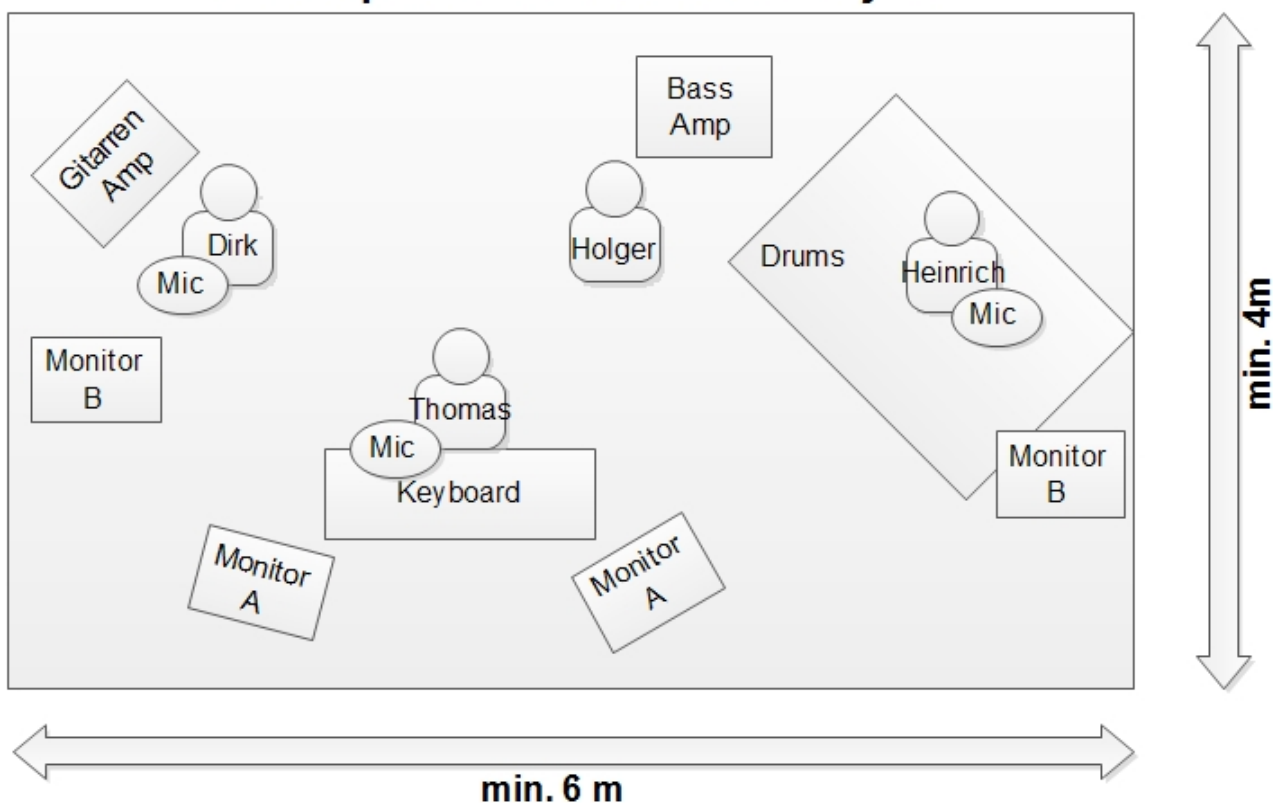 Bass
Amp
Gitarren
Amp
Dirk
Mic
Holger
Drums
Heinrich
Mic
Monitor
B
Thomas
Mic
Keyboard
Monitor
B
Monitor
A
Monitor
A
min. 4m
min. 6 m